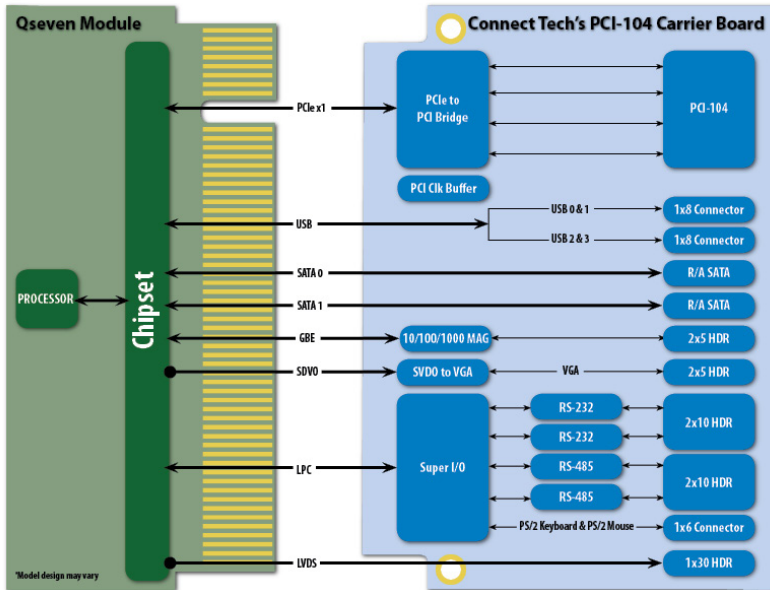 Qseven Module
Connect Tech's PCI-104 Carrier Board
PCIe x1
PCIe to
PCI Bridge
PCI-104
PCI Clk Buffer
USB
USB 0 & 1
1x8 Connector
USB 2 & 3
1x8 Connector
PROCESSOR
Chipset
SATA 0
R/A SATA
SATA 1
R/A SATA
GBE
10/100/1000 MAG
2x5 HDR
SDVO
SVDO to VGA
VGA
2x5 HDR
LPC
Super I/O
RS-232
RS-232
2x10 HDR
RS-485
RS-485
2x10 HDR
PS/2 Keyboard & PS/2 Mouse
1x6 Connector
LVDS
1x30 HDR
*Model design may vary